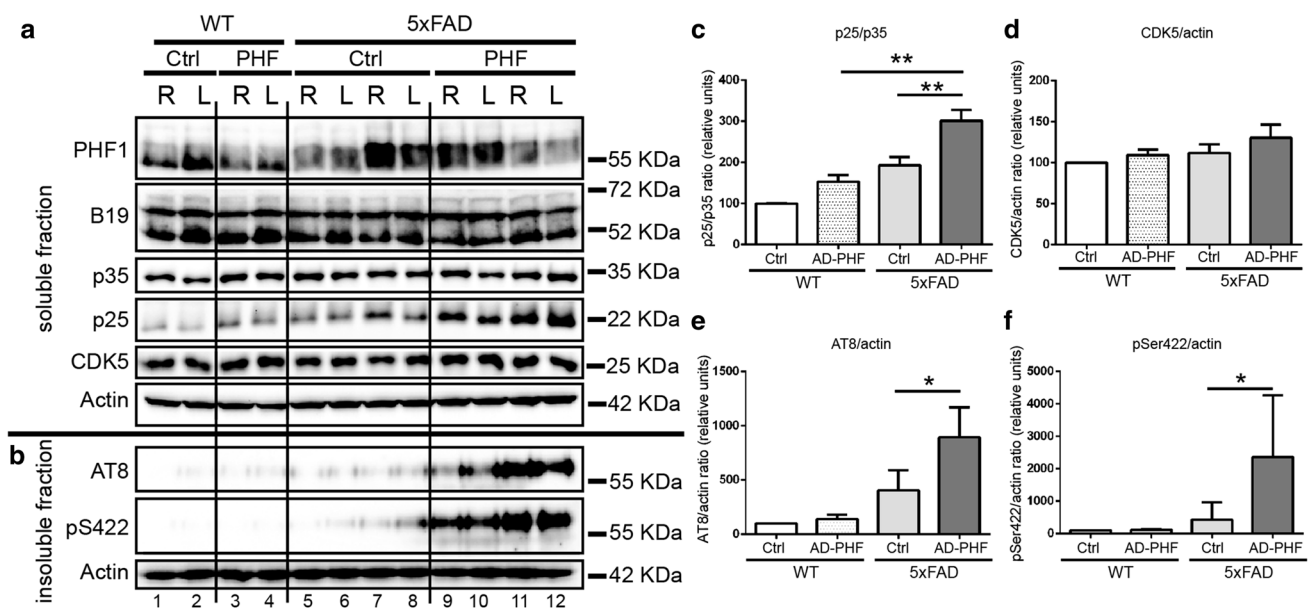 a
WT 5xFAD
Ctrl PHF Ctrl PHF
R L R L R L R L R L R L
soluble fraction
PHF1 55 KDa
72 KDa
B19
52 KDa
p35 35 KDa
p25 22 KDa
CDK5 25 KDa
Actin 42 KDa
b
insoluble fraction
AT8 55 KDa
pS422 55 KDa
Actin 42 KDa
1 2 3 4 5 6 7 8 9 10 11 12
c
p25/p35
p25/p35 ratio (relative units)
400
300
200
100
0
**
**
Ctrl AD-PHF Ctrl AD-PHF
WT 5xFAD
d
CDK5/actin
CDK5/actin ratio (relative units)
200
150
100
50
0
Ctrl AD-PHF Ctrl AD-PHF
WT 5xFAD
e
AT8/actin
AT8/actin ratio (relative units)
1500
1000
500
0
*
Ctrl AD-PHF Ctrl AD-PHF
WT 5xFAD
f
pSer422/actin
pSer422/actin ratio (relative units)
5000
4000
3000
2000
1000
0
*
Ctrl AD-PHF Ctrl AD-PHF
WT 5xFAD